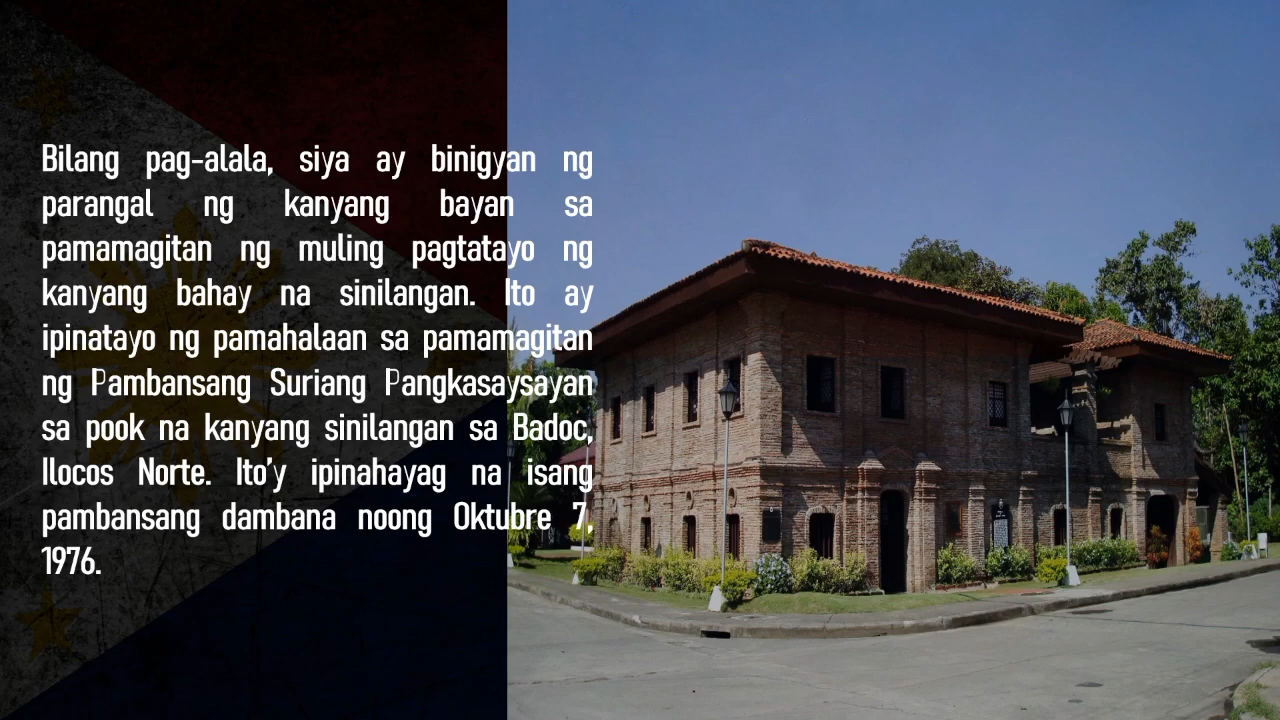 Bilang pag-alala, siya ay binigyan ng
parangal ng kanyang bayan sa
pamamagitan ng muling pagtatayo ng
kanyang bahay na sinilangan. Ito ay
ipinatayo ng pamahalaan sa pamamagitan
ng Pambansang Suriang Pangkasaysayan
sa pook na kanyang sinilangan sa Badoc,
Ilocos Norte. Ito'y ipinahayag na isang
pambansang dambana noong Oktubre 7,
1976.